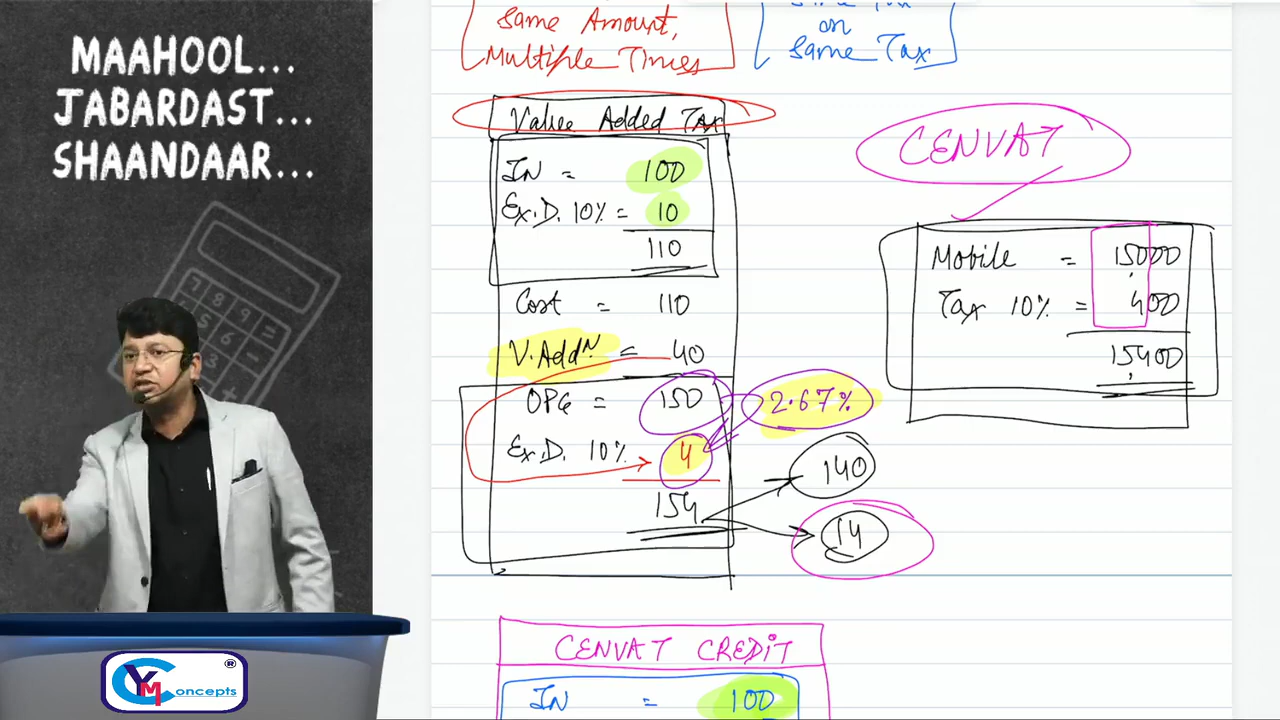 MAAHOOL...
JABARDAST...
SHAANDAAR...
YM Concepts ®
Same Amount,
Multiple Times
on
Same Tax
Value Added Tax
IN = 100
Ex.D. 10% = 10
110
Cost = 110
V.Addᴺ = 40
OPG = 150
2.67%
Ex.D. 10% 4
154
140
14
CENVAT
Mobile = 15000
Tax 10% = 400
15400
CENVAT CREDIT
IN = 100